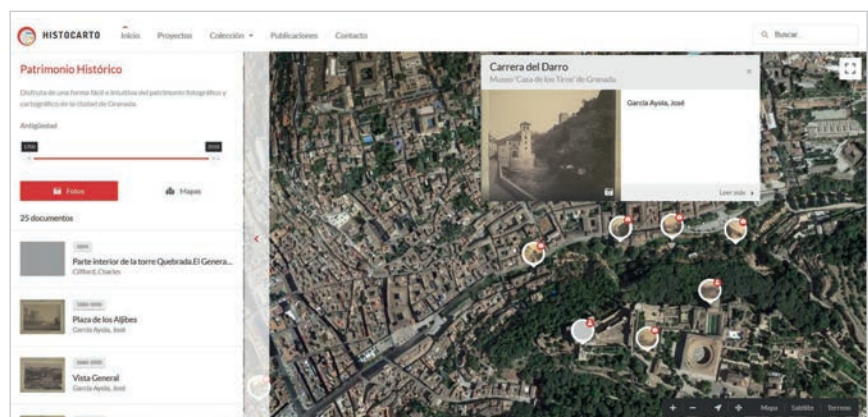 HISTOCARTO
Inicio Proyectos Colección Publicaciones Contacto
Buscar...
Patrimonio Histórico
Disfruta de una forma fácil e intuitiva del patrimonio fotográfico y
cartográfico de la ciudad de Granada.
Antigüedad
Fotos Mapas
25 documentos
Parte interior de la torre Quebrada.El Genera...
Clifford, Charles
Plaza de los Aljibes
García Ayola, José
Vista General
García Ayola, José
Carrera del Darro
Museo 'Casa de los Tiros' de Granada
García Ayola, José
Leer más
Mapa Satélite Terreno